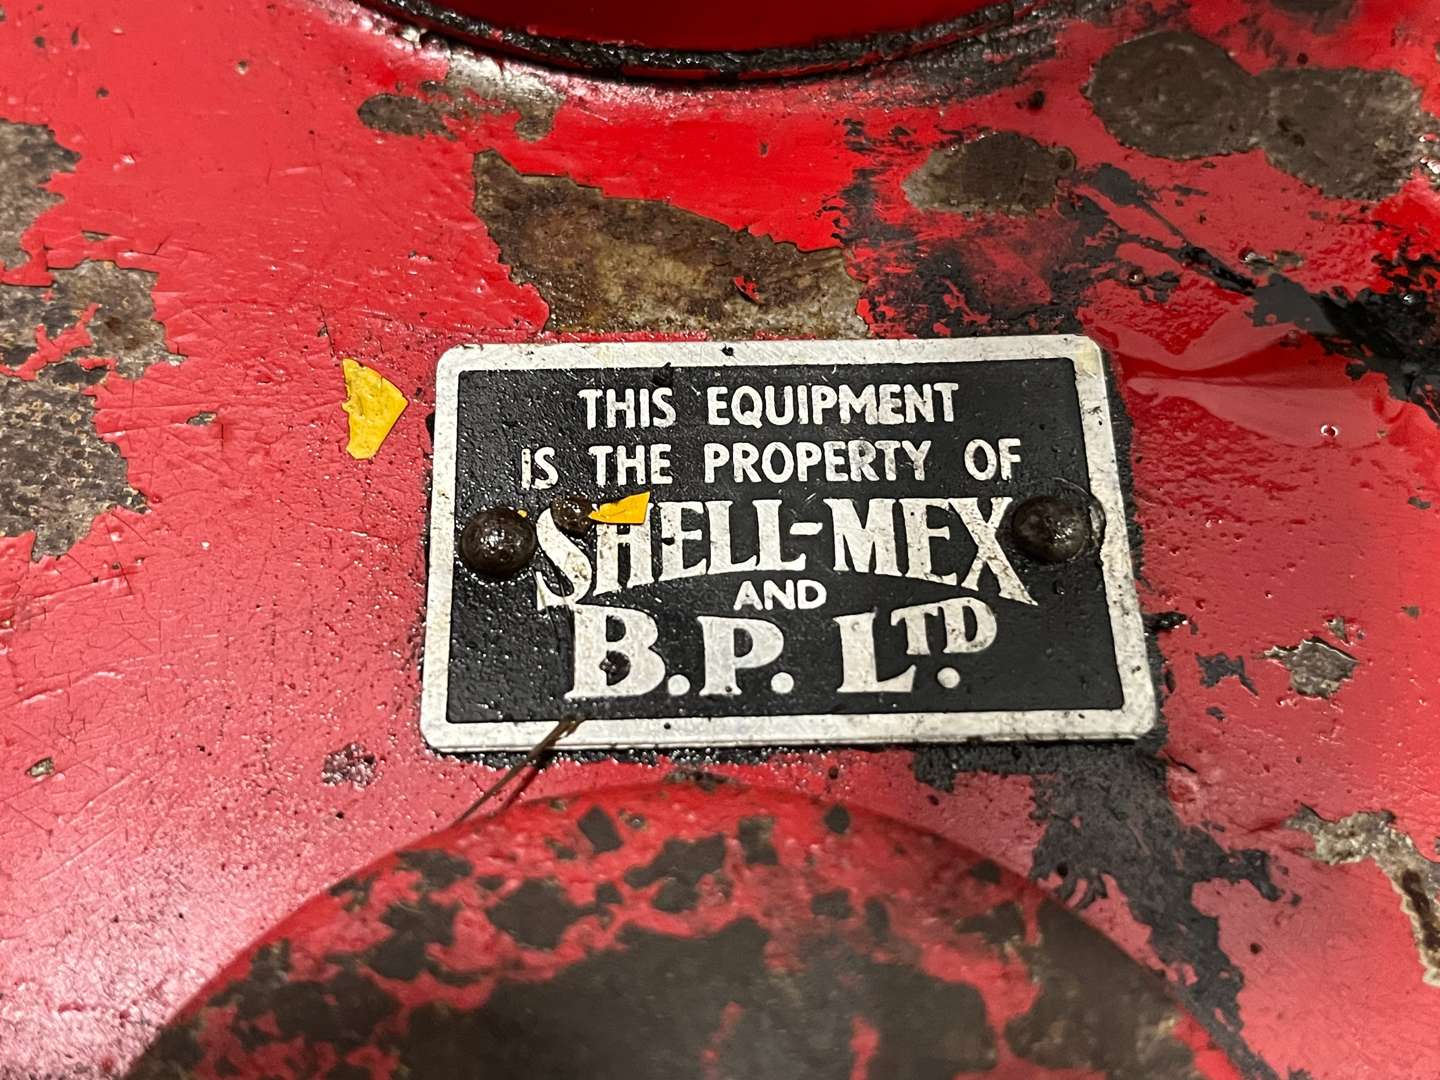 THIS EQUIPMENT
IS THE PROPERTY OF
SHELL-MEX
AND
B.P. LTD.